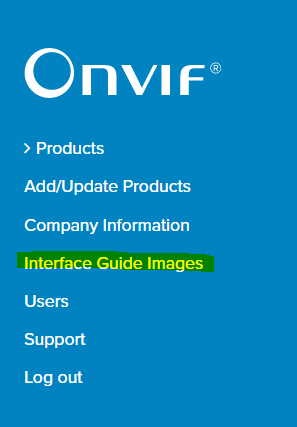 ONVIF®
> Products
Add/Update Products
Company Information
Interface Guide Images
Users
Support
Log out